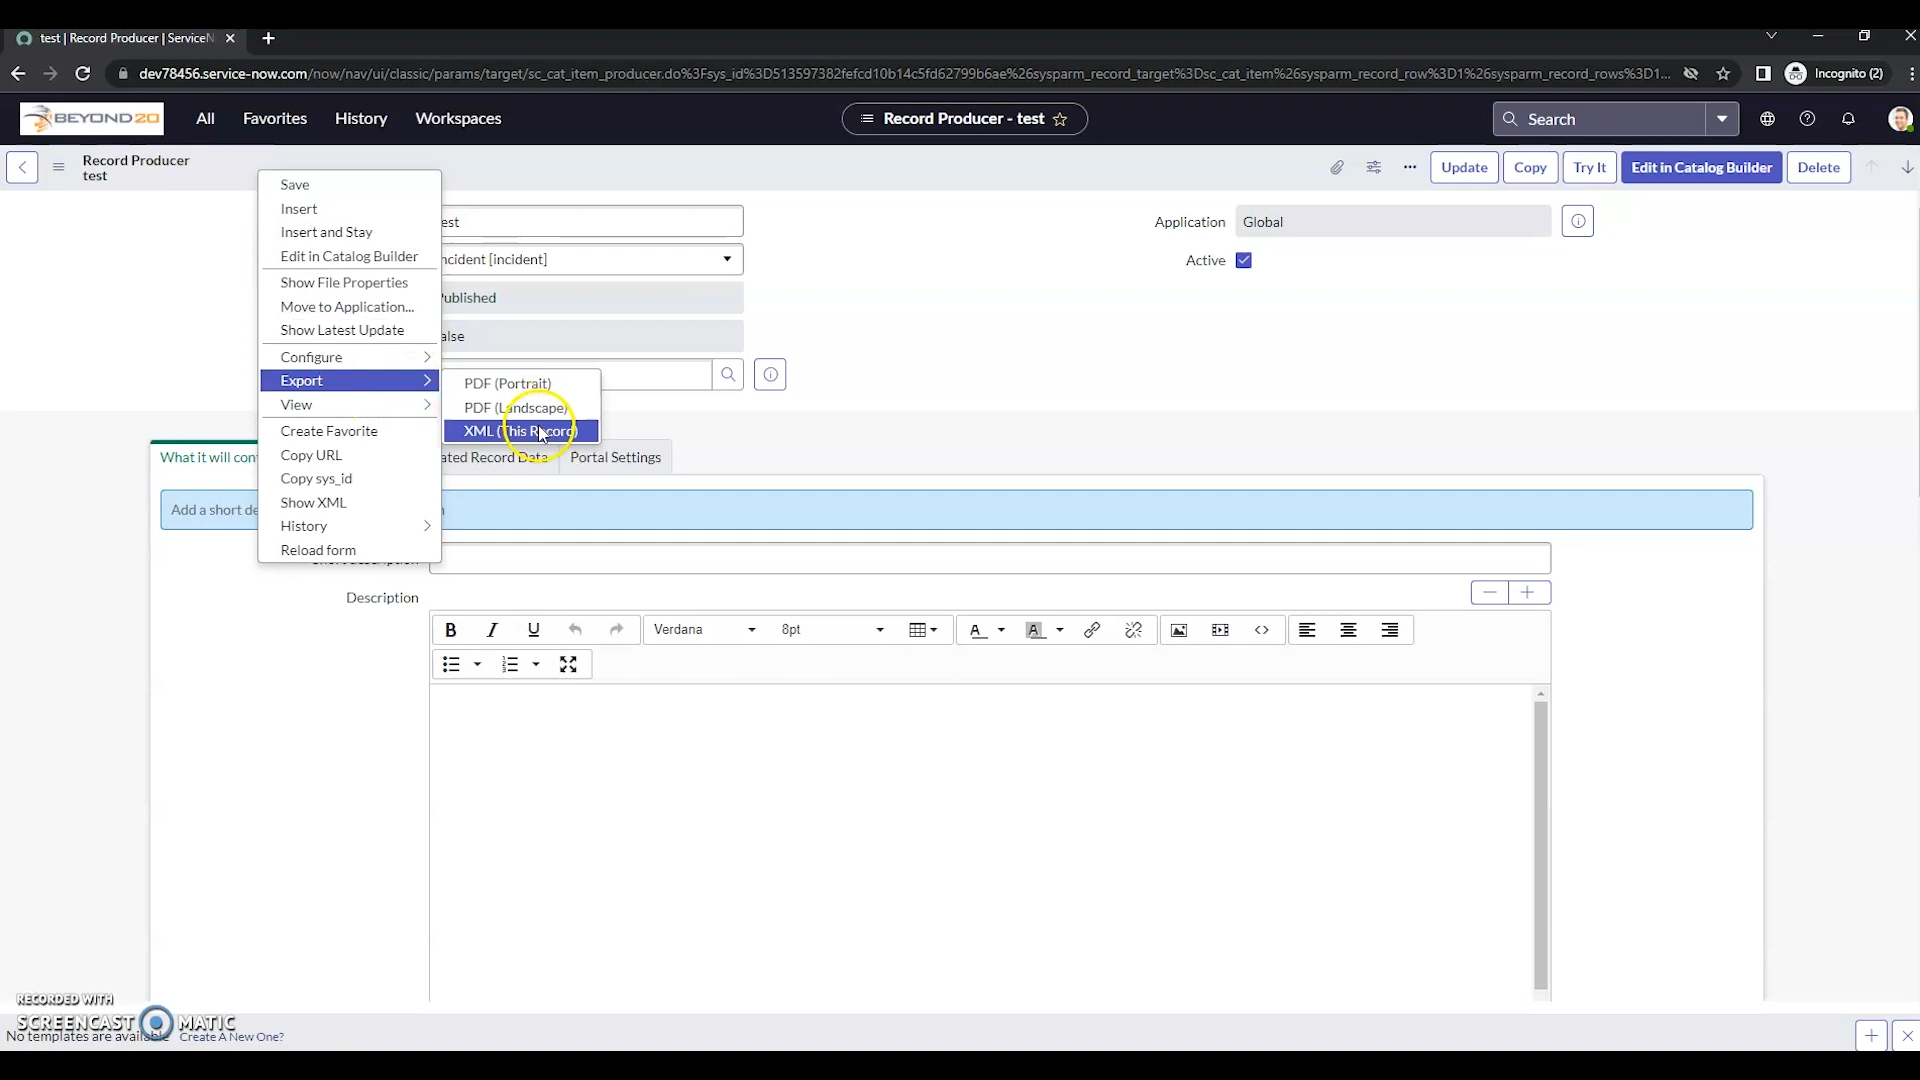 test | Record Producer | ServiceN
dev78456.service-now.com/now/nav/ui/classic/params/target/sc_cat_item_producer.do%3Fsys_id%3D513597382fefcd10b14c5fd62799b6ae%26sysparm_record_target%3Dsc_cat_item%26sysparm_record_row%3D1%26sysparm_record_rows%3D1...
Incognito (2)
BEYOND20
All
Favorites
History
Workspaces
Record Producer - test
Search
Record Producer
test
Update
Copy
Try It
Edit in Catalog Builder
Delete
Save
Insert
Insert and Stay
Edit in Catalog Builder
Show File Properties
Move to Application...
Show Latest Update
Configure
Export
View
Create Favorite
Copy URL
Copy sys_id
Show XML
History
Reload form
PDF (Portrait)
PDF (Landscape)
XML (This Record)
est
ncident [incident]
ublished
alse
Application
Global
Active
What it will con
ated Record Data
Portal Settings
Add a short de
Description
Verdana
8pt
RECORDED WITH
SCREENCAST MATIC
No templates are available
Create A New One?